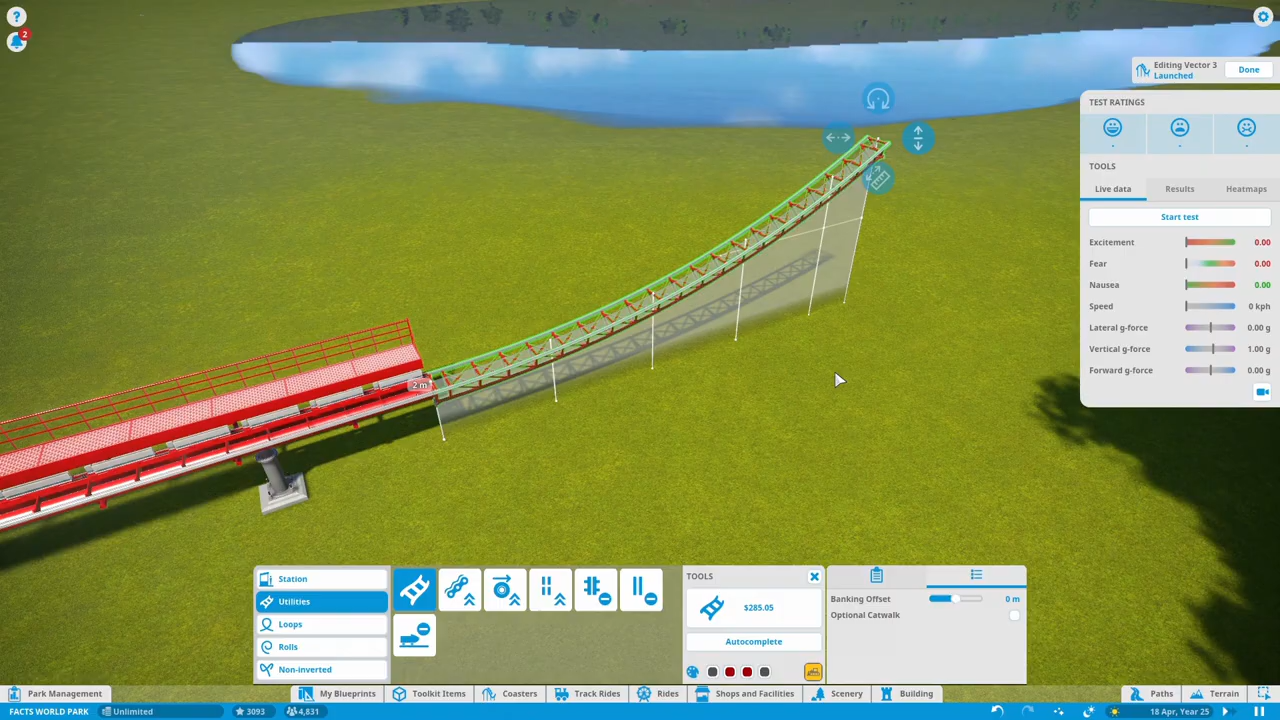 ?
2
Editing Vector 3
Launched
Done
TEST RATINGS
- - -
TOOLS
Live data Results Heatmaps
Start test
Excitement 0.00
Fear 0.00
Nausea 0.00
Speed 0 kph
Lateral g-force 0.00 g
Vertical g-force 1.00 g
Forward g-force 0.00 g
2 m
Station
Utilities
Loops
Rolls
Non-inverted
TOOLS
$285.05
Autocomplete
Banking Offset 0 m
Optional Catwalk
Park Management My Blueprints Toolkit Items Coasters Track Rides Rides Shops and Facilities Scenery Building Paths Terrain
FACTS WORLD PARK Unlimited 3093 4,831 18 Apr, Year 25